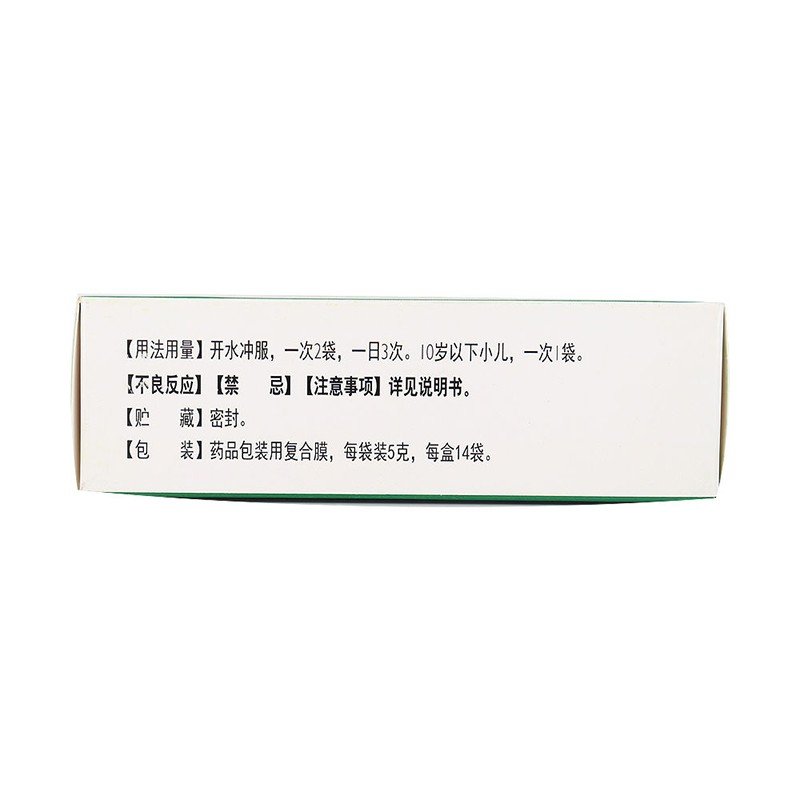 【用法用量】开水冲服，一次2袋，一日3次。10岁以下小儿，一次1袋。
【不良反应】【禁 忌】【注意事项】详见说明书。
【贮 藏】密封。
【包 装】药品包装用复合膜，每袋装5克，每盒14袋。